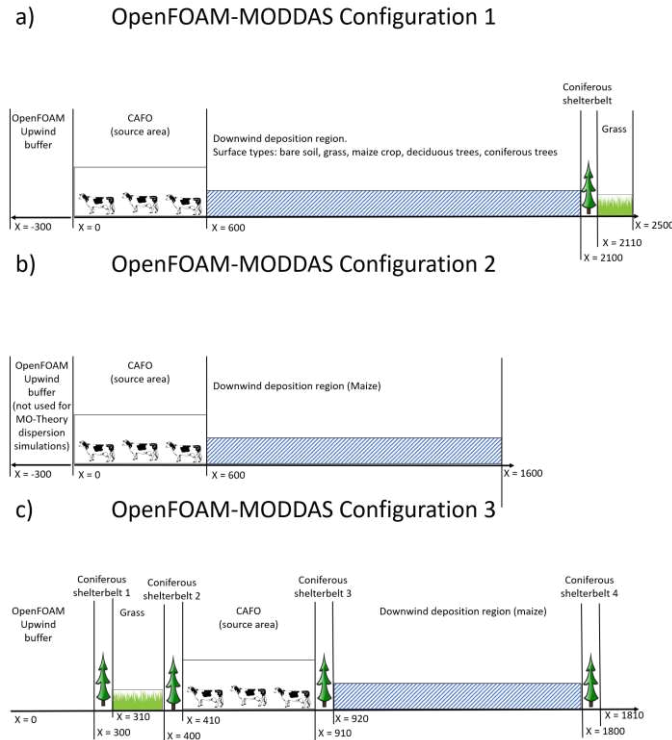 a) OpenFOAM-MODDAS Configuration 1
Coniferous
shelterbelt
OpenFOAM
Upwind
buffer
CAFO
(source area)
Downwind deposition region.
Surface types: bare soil, grass, maize crop, deciduous trees, coniferous trees
Grass
X = -300
X = 0
X = 600
X = 2500
X = 2110
X = 2100
b) OpenFOAM-MODDAS Configuration 2
OpenFOAM
Upwind
buffer
(not used for
MO-Theory
dispersion
simulations)
CAFO
(source area)
Downwind deposition region (Maize)
X = -300
X = 0
X = 600
X = 1600
c) OpenFOAM-MODDAS Configuration 3
OpenFOAM
Upwind
buffer
Coniferous
shelterbelt 1
Grass
Coniferous
shelterbelt 2
CAFO
(source area)
Coniferous
shelterbelt 3
Downwind deposition region (maize)
Coniferous
shelterbelt 4
X = 0
X = 310
X = 410
X = 920
X = 1810
X = 300
X = 400
X = 910
X = 1800